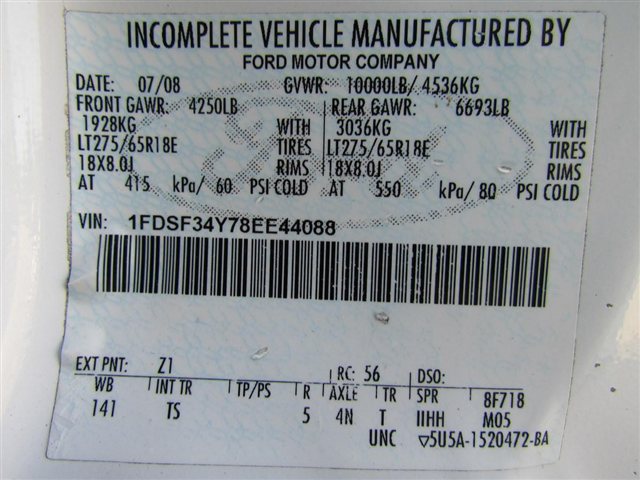 INCOMPLETE VEHICLE MANUFACTURED BY
FORD MOTOR COMPANY
DATE: 07/08 GVWR: 10000LB/ 4536KG
FRONT GAWR: 4250LB REAR GAWR: 6693LB
1928KG WITH 3036KG WITH
LT275/65R18E TIRES LT275/65R18E TIRES
18X8.0J RIMS 18X8.0J RIMS
AT 415 kPa/ 60 PSI COLD AT 550 kPa/ 80 PSI COLD
VIN: 1FDSF34Y78EE44088
EXT PNT: Z1 RC: 56 DSO:
WB INT TR TP/PS R AXLE TR SPR 8F718
141 TS 5 4N T IIHH M05
UNC ▽5U5A-1520472-BA